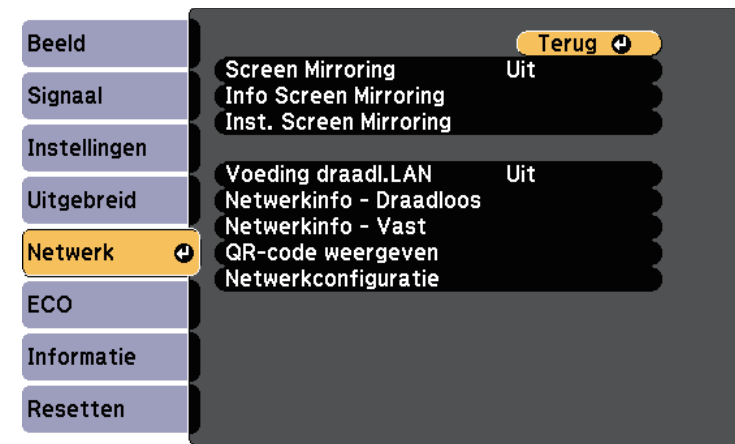 Beeld
Signaal
Instellingen
Uitgebreid
Netwerk
ECO
Informatie
Resetten
Terug
Screen Mirroring Uit
Info Screen Mirroring
Inst. Screen Mirroring
Voeding draadl.LAN Uit
Netwerkinfo - Draadloos
Netwerkinfo - Vast
QR-code weergeven
Netwerkconfiguratie